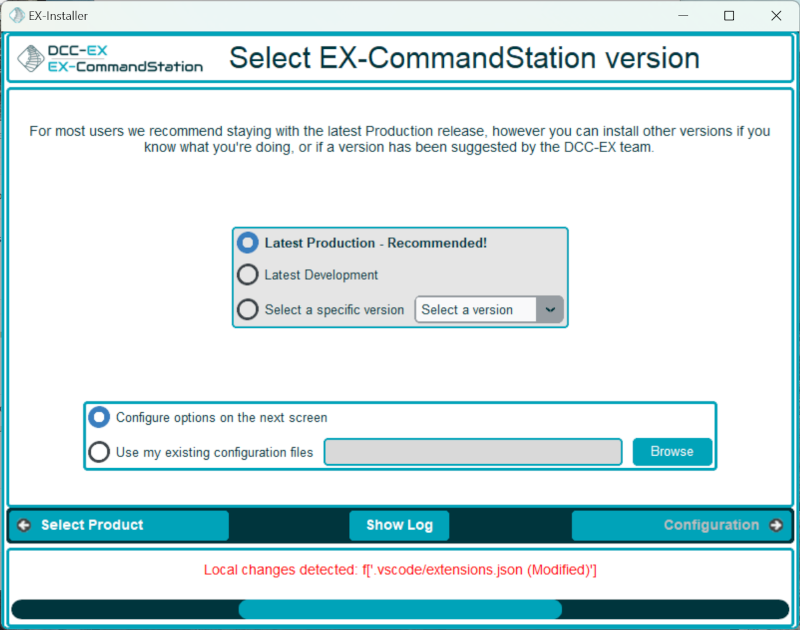 EX-Installer
DCC-EX
EX-CommandStation
Select EX-CommandStation version
For most users we recommend staying with the latest Production release, however you can install other versions if you
know what you're doing, or if a version has been suggested by the DCC-EX team.
Latest Production - Recommended!
Latest Development
Select a specific version Select a version
Configure options on the next screen
Use my existing configuration files Browse
Select Product Show Log Configuration
Local changes detected: f['.vscode/extensions.json (Modified)']